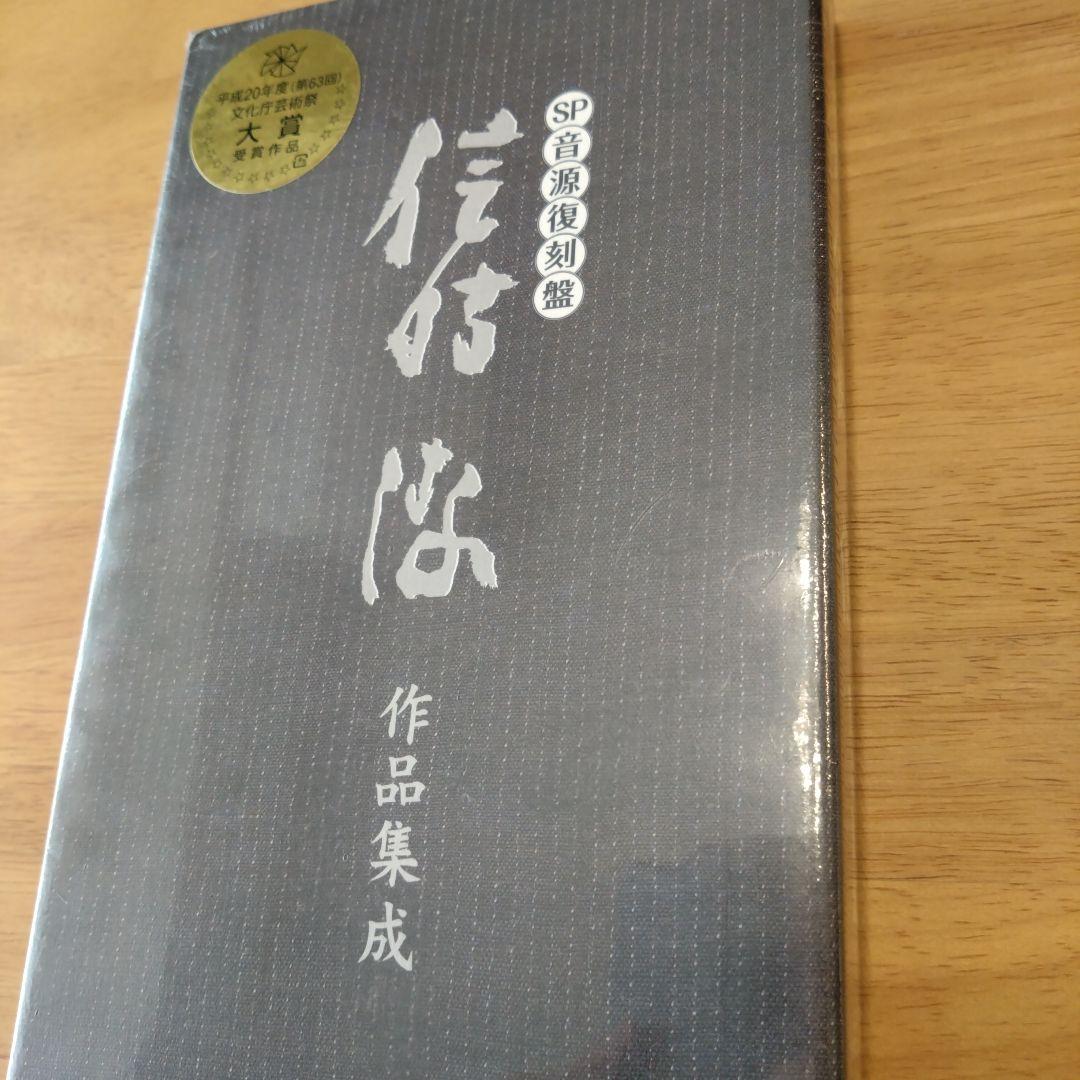 平成20年度(第63回)
文化庁芸術祭
大賞
受賞作品
SP音源復刻盤
信時 潔
作品集成